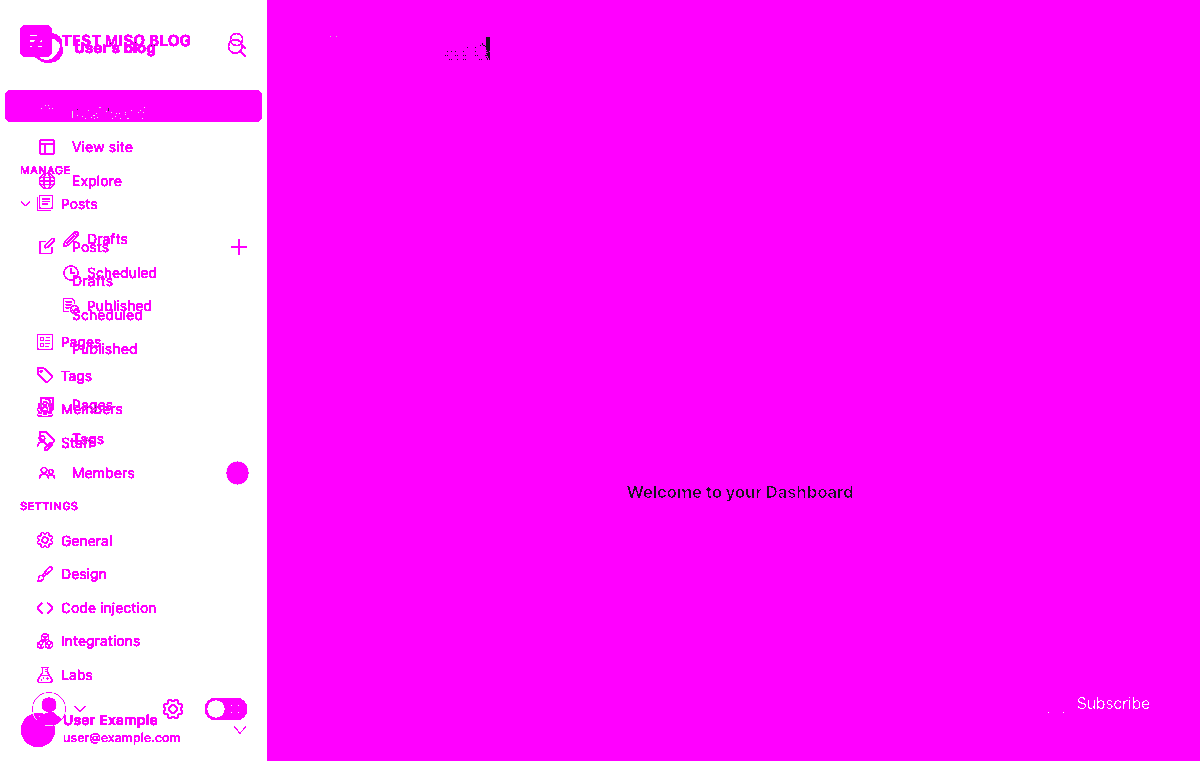 TEST MISO BLOG
user's blog
View site
MANAGE
Explore
Posts
Drafts
Posts
Scheduled
Drafts
Published
Scheduled
Pages
Published
Tags
Pages
Members
Tags
Staff
Members
SETTINGS
General
Design
Code injection
Integrations
Labs
User Example
user@example.com
Welcome to your Dashboard
Subscribe